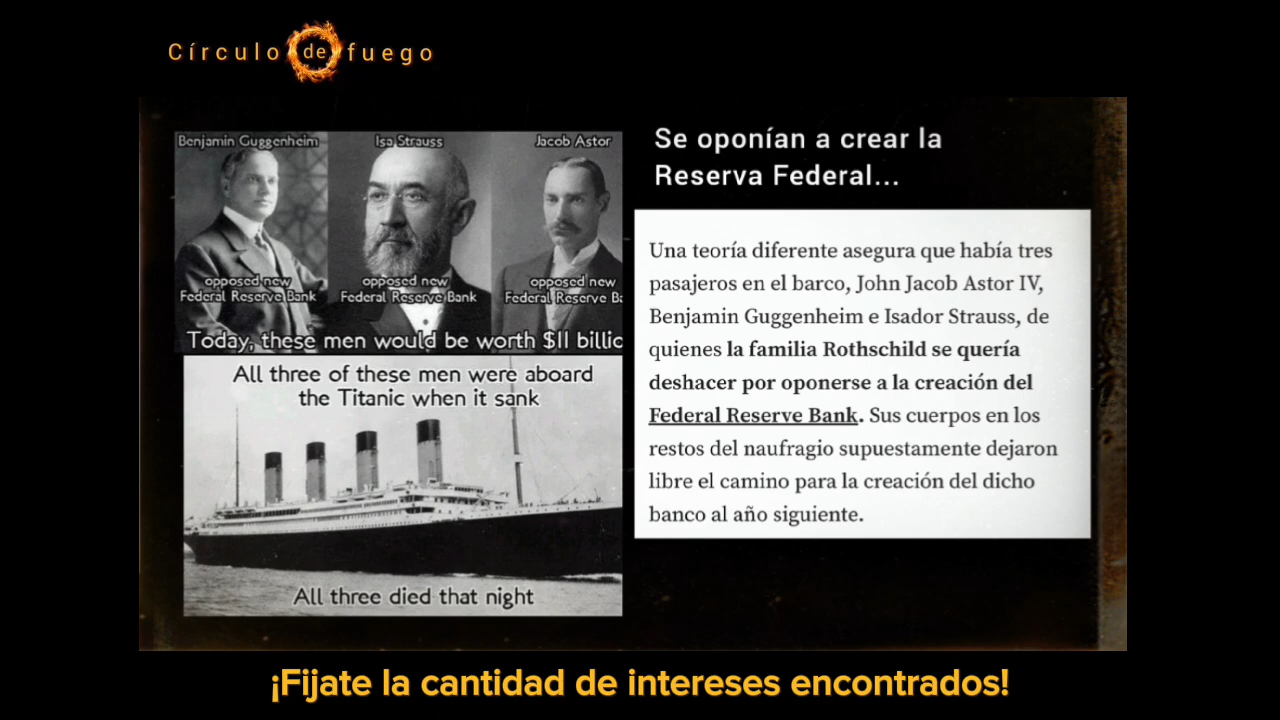 Círculo de fuego
Benjamin Guggenheim
Isa Strauss
Jacob Astor
opposed new
Federal Reserve Bank
opposed new
Federal Reserve Bank
opposed new
Federal Reserve Ba
Today, these men would be worth $11 billio
All three of these men were aboard
the Titanic when it sank
All three died that night
Se oponían a crear la
Reserva Federal...
Una teoría diferente asegura que había tres
pasajeros en el barco, John Jacob Astor IV,
Benjamin Guggenheim e Isador Strauss, de
quienes la familia Rothschild se quería
deshacer por oponerse a la creación del
Federal Reserve Bank. Sus cuerpos en los
restos del naufragio supuestamente dejaron
libre el camino para la creación del dicho
banco al año siguiente.
¡Fijate la cantidad de intereses encontrados!